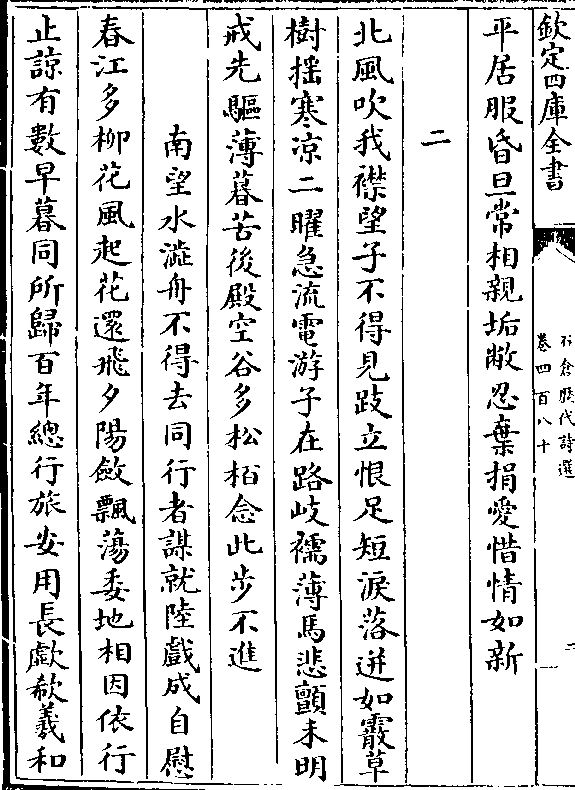 欽定四庫全書
石倉歷代詩選
卷四百八十
二
平居服昏旦常相親垢敝忍棄捐愛惜情如新
二
北風吹我襟望子不得見跂立恨足短淚落迸如霰草
樹搖寒凉二曜急流電游子在路岐襦薄馬悲顫未明
戒先驅薄暮苦後殿空谷多松栢念此步不進
南望水澁舟不得去同行者謀就陸戲成自慰
春江多柳花風起花還飛夕陽斂飄蕩委地相因依行
止諒有數早暮同所歸百年總行旅安用長歔欷羲和